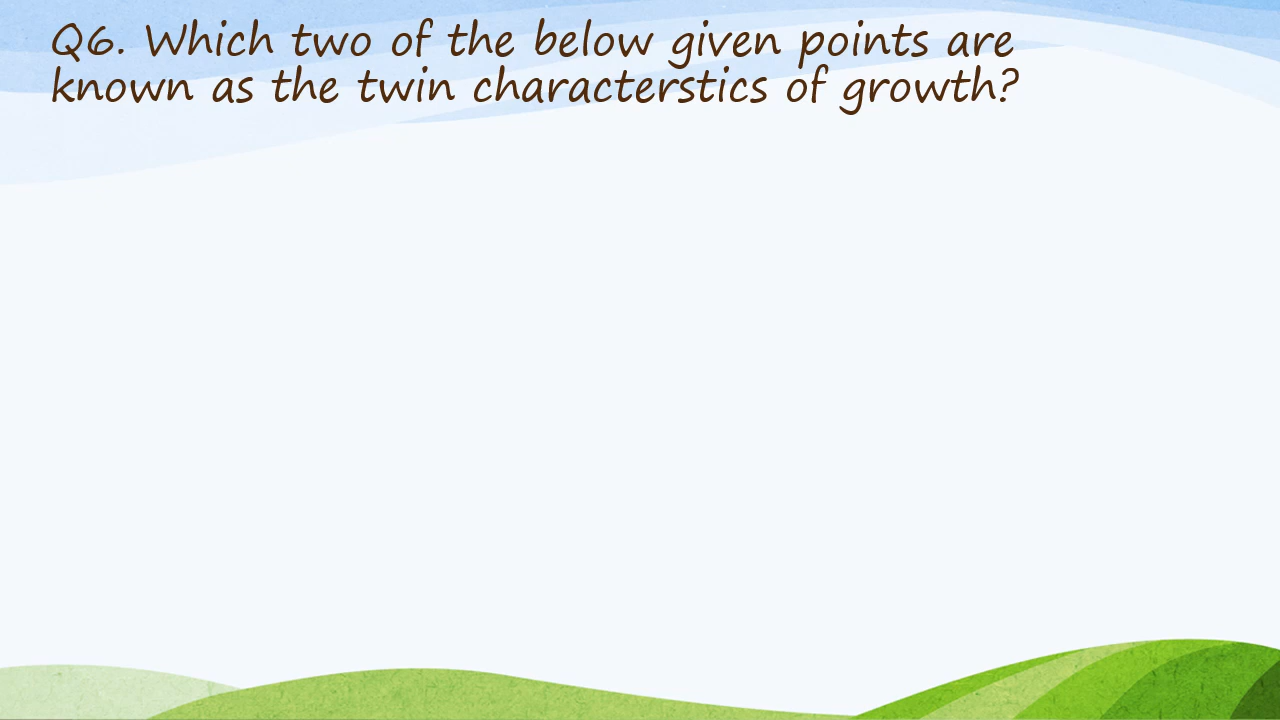 Q6. Which two of the below given points are
known as the twin characterstics of growth?